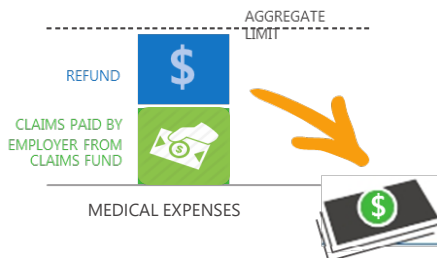 AGGREGATE
LIMIT
REFUND
$
CLAIMS PAID BY
EMPLOYER FROM
CLAIMS FUND
$
MEDICAL EXPENSES
$